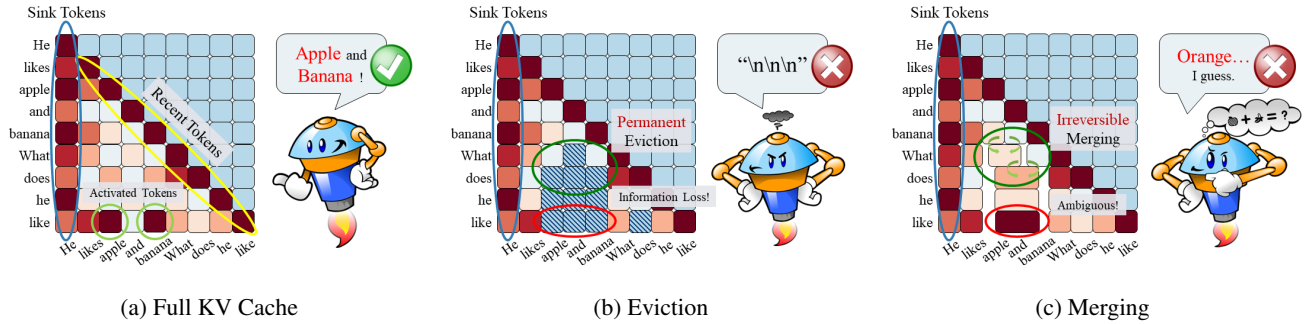 Sink Tokens
He
likes
apple
and
banana
What
does
he
like
Recent Tokens
Activated Tokens
He likes apple and banana What does he like
Apple and
Banana !
(a) Full KV Cache
Sink Tokens
He
likes
apple
and
banana
What
does
he
like
Permanent
Eviction
Information Loss!
He likes apple and banana What does he like
“\n\n\n”
(b) Eviction
Sink Tokens
He
likes
apple
and
banana
What
does
he
like
Irreversible
Merging
Ambiguous!
He likes apple and banana What does he like
Orange…
I guess.
+ = ?
(c) Merging